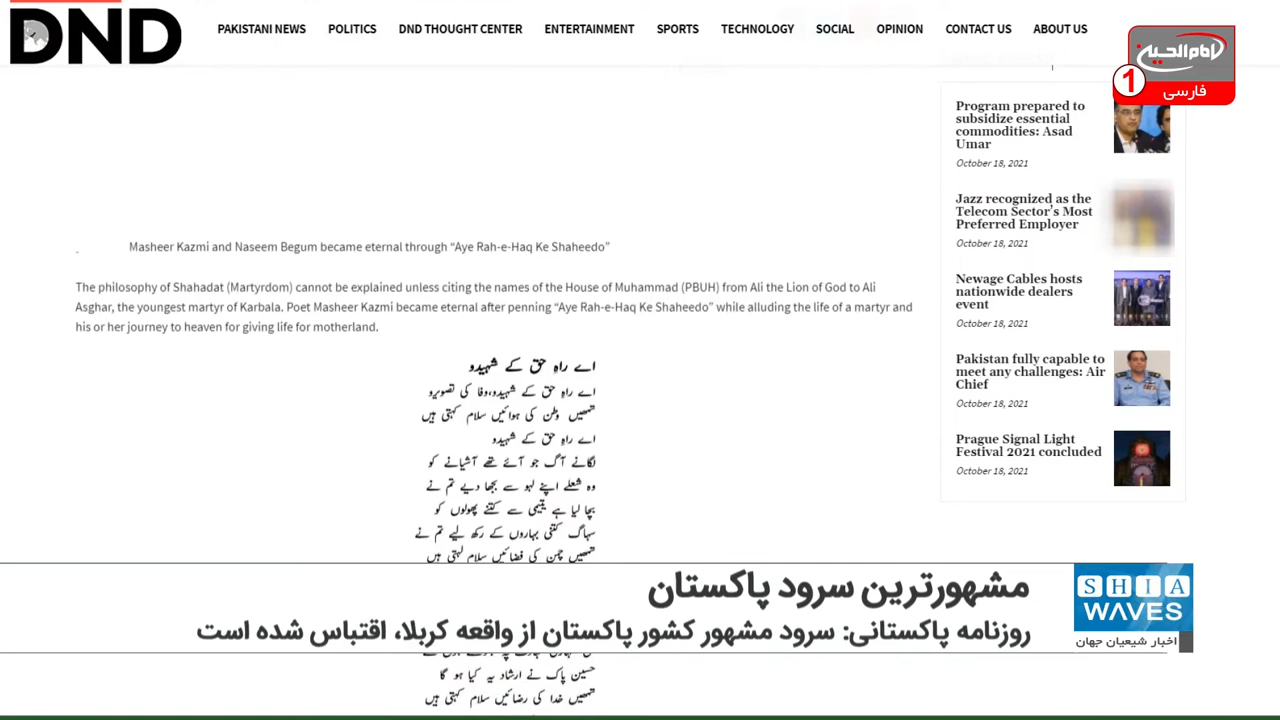 DND
PAKISTANI NEWS POLITICS DND THOUGHT CENTER ENTERTAINMENT SPORTS TECHNOLOGY SOCIAL OPINION CONTACT US ABOUT US
امام الحسین
1
فارسی
Masheer Kazmi and Naseem Begum became eternal through “Aye Rah-e-Haq Ke Shaheedo”
The philosophy of Shahadat (Martyrdom) cannot be explained unless citing the names of the House of Muhammad (PBUH) from Ali the Lion of God to Ali
Asghar, the youngest martyr of Karbala. Poet Masheer Kazmi became eternal after penning “Aye Rah-e-Haq Ke Shaheedo” while alluding the life of a martyr and
his or her journey to heaven for giving life for motherland.
اے راہِ حق کے شہیدو
اے راہِ حق کے شہیدو،وفا کی تصویرو
تمھیں وطن کی ہوائیں سلام کہتی ہیں
اے راہِ حق کے شہیدو
لگانے آگ جو آئے تھے آشیانے کو
وہ شعلے اپنے لہو سے بجھا دیے تم نے
بچا لیا ہے یتیمی سے کتنے پھولوں کو
سہاگ کتنی بہاروں کے رکھ لیے تم نے
تمھیں چمن کی فضائیں سلام کہتی ہیں
حسین پاک نے ارشاد یہ کیا ہو گا
تمھیں خدا کی رضائیں سلام کہتی ہیں
Program prepared to
subsidize essential
commodities: Asad
Umar
October 18, 2021
Jazz recognized as the
Telecom Sector’s Most
Preferred Employer
October 18, 2021
Newage Cables hosts
nationwide dealers
event
October 18, 2021
Pakistan fully capable to
meet any challenges: Air
Chief
October 18, 2021
Prague Signal Light
Festival 2021 concluded
October 18, 2021
مشهورترین سرود پاکستان
روزنامه پاکستانی: سرود مشهور کشور پاکستان از واقعه کربلا، اقتباس شده است
SHIA
WAVES
اخبار شیعیان جهان